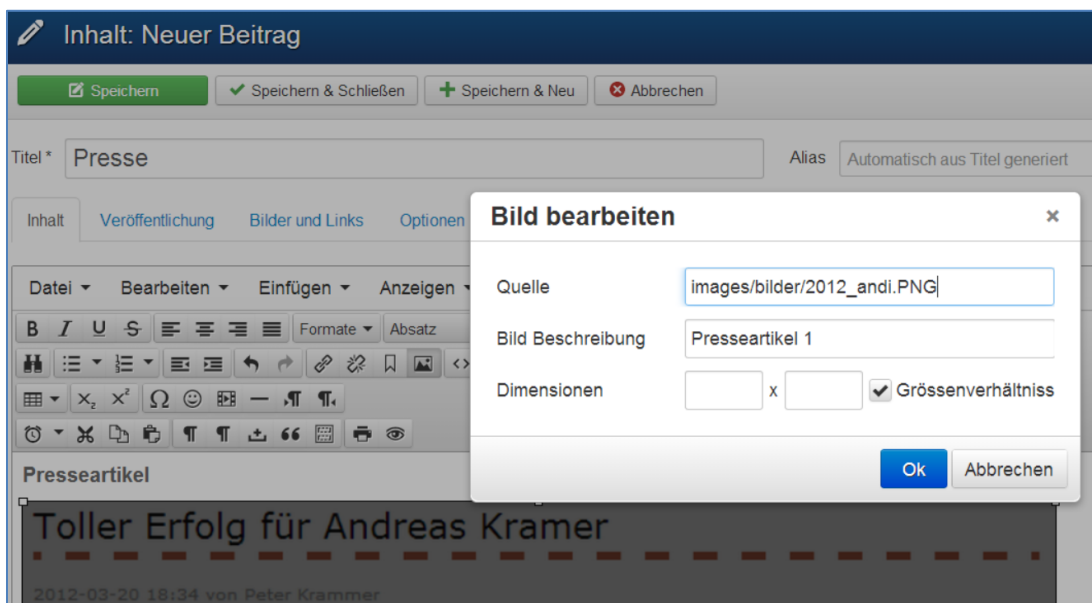 Inhalt: Neuer Beitrag
Speichern Speichern & Schließen Speichern & Neu Abbrechen
Titel * Presse Alias Automatisch aus Titel generiert
Inhalt Veröffentlichung Bilder und Links Optionen
Bild bearbeiten ×
Datei Bearbeiten Einfügen Anzeigen
Quelle images/bilder/2012_andi.PNG
B I U S Formate Absatz
Bild Beschreibung Presseartikel 1
Dimensionen x Grössenverhältniss
Ok Abbrechen
Presseartikel
Toller Erfolg für Andreas Kramer
2012-03-20 18:34 von Peter Krammer